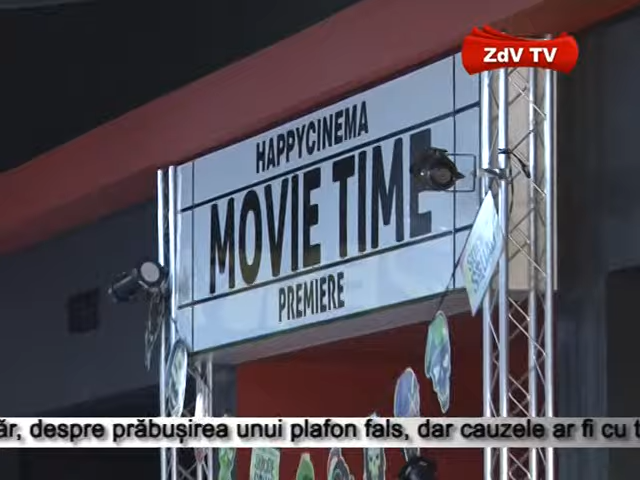 ZdV TV
HAPPYCINEMA
MOVIE TIME
PREMIERE
ăr, despre prăbușirea unui plafon fals, dar cauzele ar fi cu t